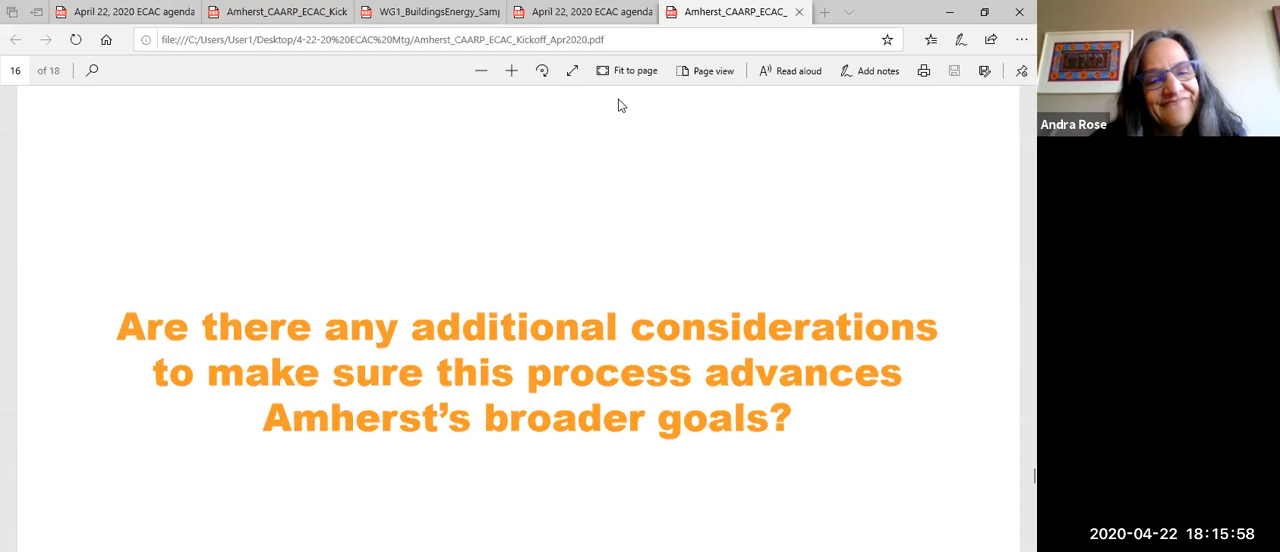 April 22, 2020 ECAC agenda
Amherst_CAARP_ECAC_Kick
WG1_BuildingsEnergy_Samp
April 22, 2020 ECAC agenda
Amherst_CAARP_ECAC_
file:///C:/Users/User1/Desktop/4-22-20%20ECAC%20Mtg/Amherst_CAARP_ECAC_Kickoff_Apr2020.pdf
16 of 18 Fit to page Page view Read aloud Add notes
Andra Rose
Are there any additional considerations
to make sure this process advances
Amherst’s broader goals?
2020-04-22 18:15:58